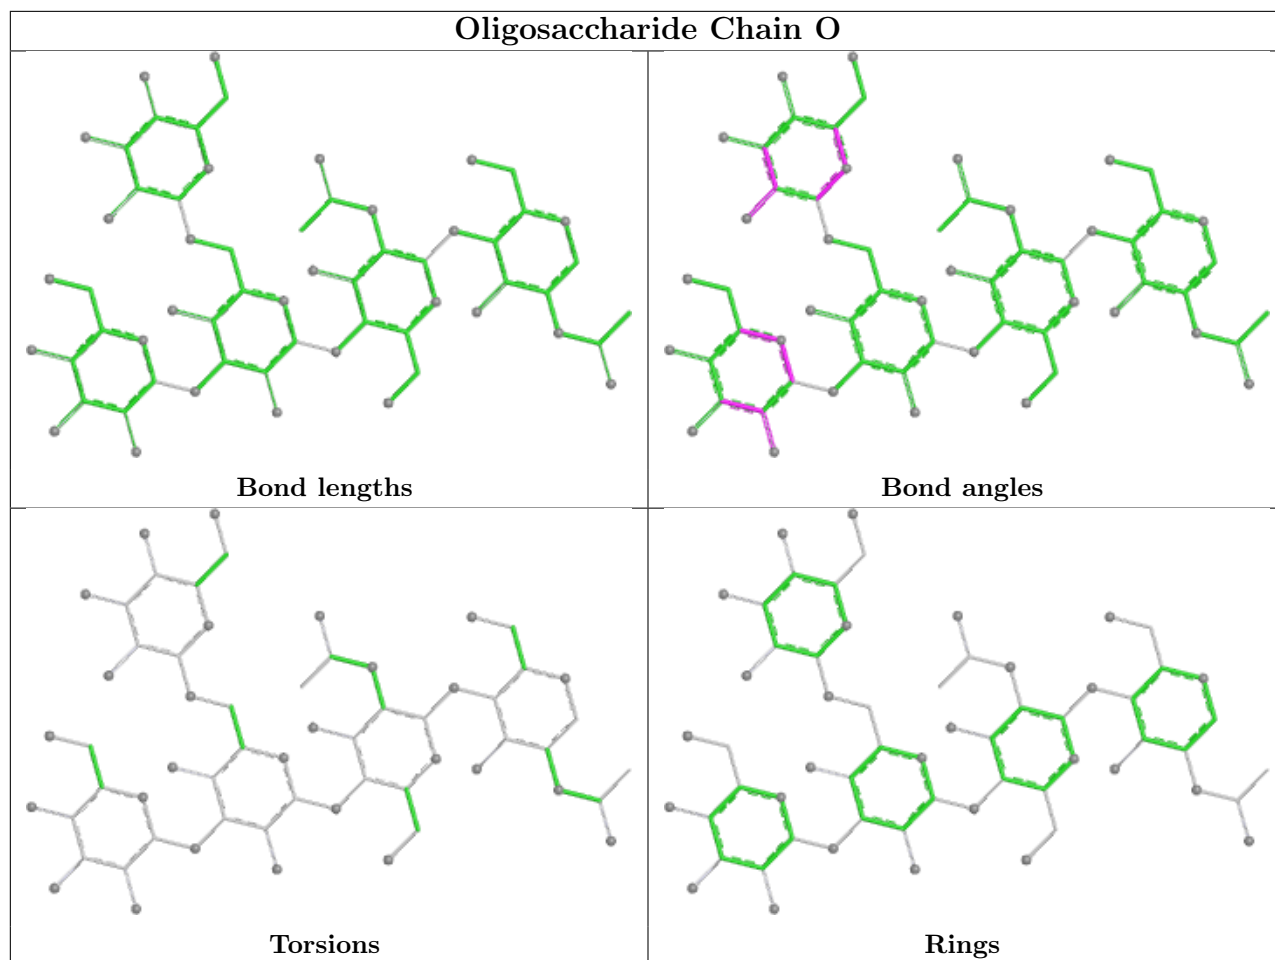 Oligosaccharide Chain O
Bond lengths
Bond angles
Torsions
Rings